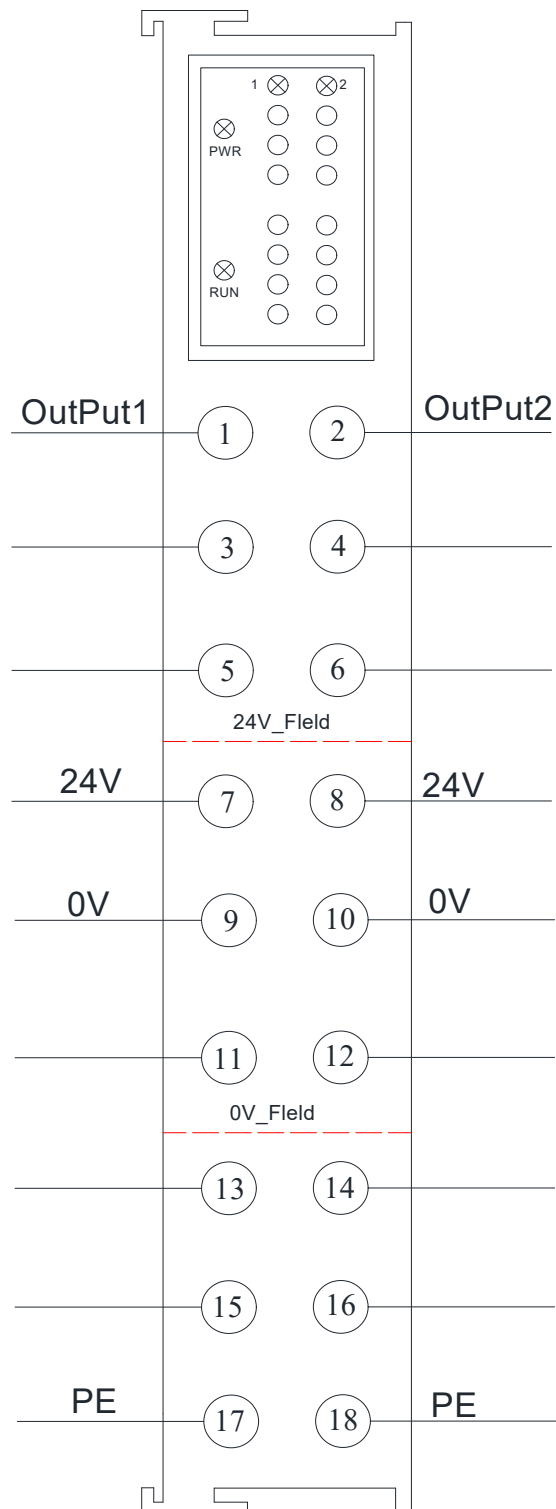 1 2
PWR
RUN
OutPut1 1 2 OutPut2
3 4
5 6
24V_Fleld
24V 7 8 24V
0V 9 10 0V
11 12
0V_Fleld
13 14
15 16
PE 17 18 PE